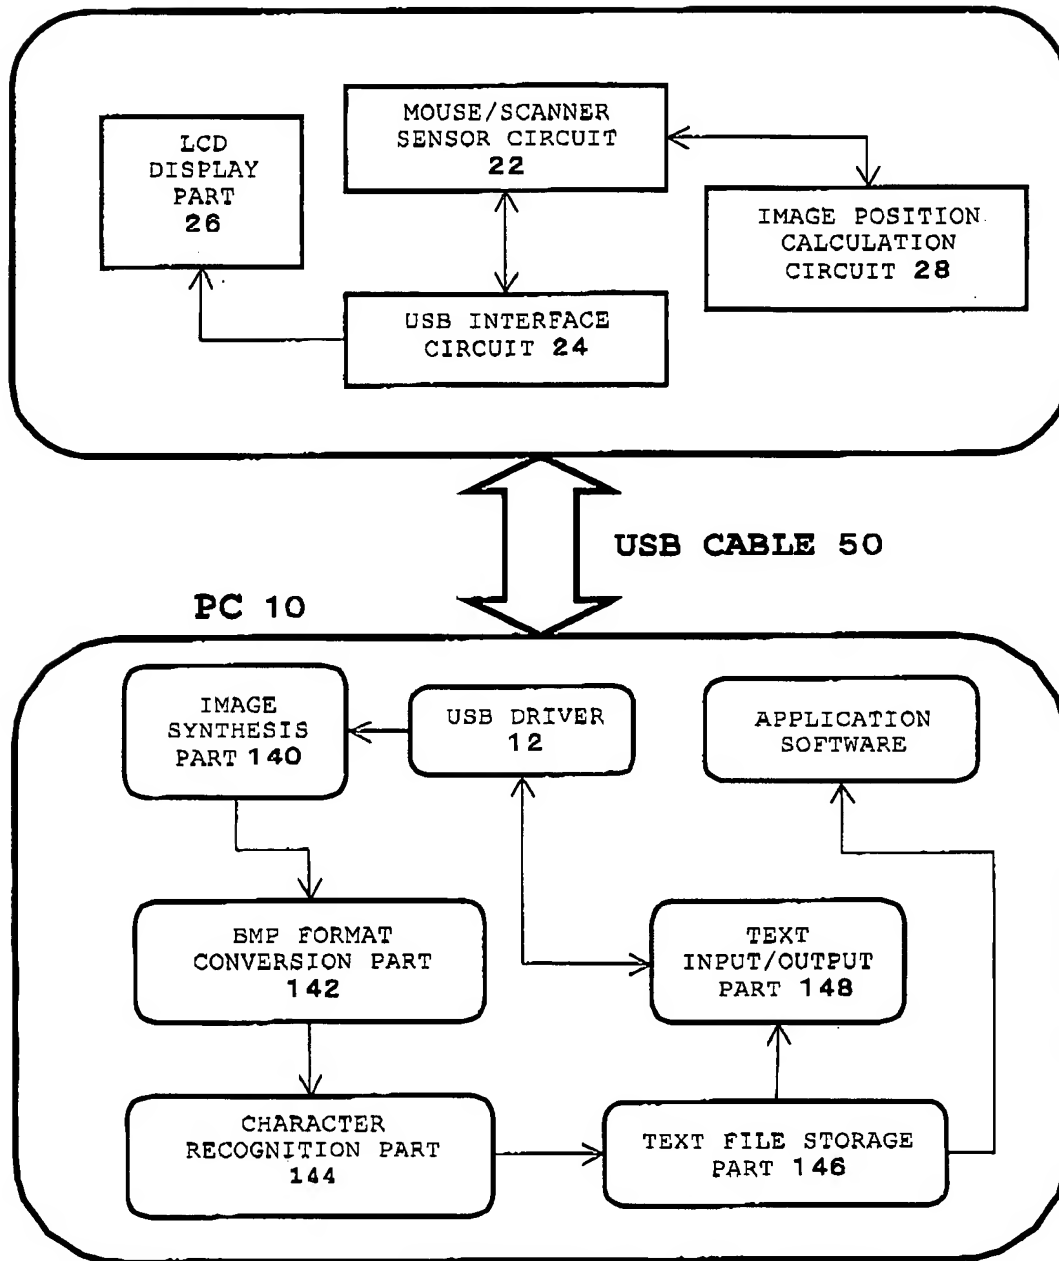 LCD
DISPLAY
PART
26
MOUSE/SCANNER
SENSOR CIRCUIT
22
IMAGE POSITION
CALCULATION
CIRCUIT 28
USB INTERFACE
CIRCUIT 24
USB CABLE 50
PC 10
IMAGE
SYNTHESIS
PART 140
USB DRIVER
12
APPLICATION
SOFTWARE
BMP FORMAT
CONVERSION PART
142
TEXT
INPUT/OUTPUT
PART 148
CHARACTER
RECOGNITION PART
144
TEXT FILE STORAGE
PART 146